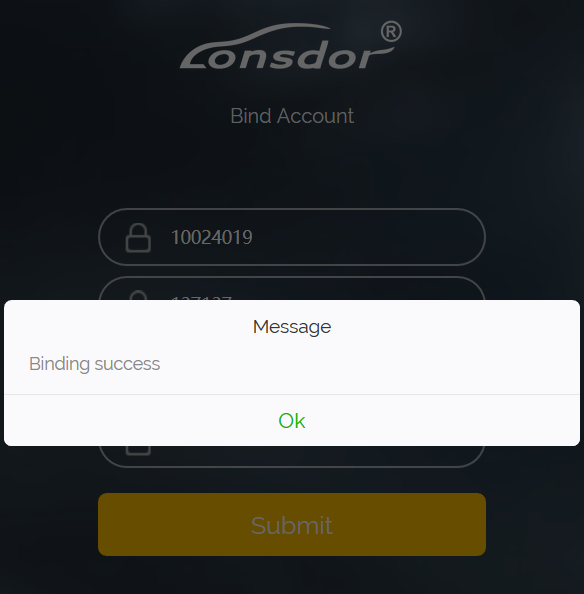 Lonsdor®
Bind Account
10024019
Message
Binding success
Ok
Submit